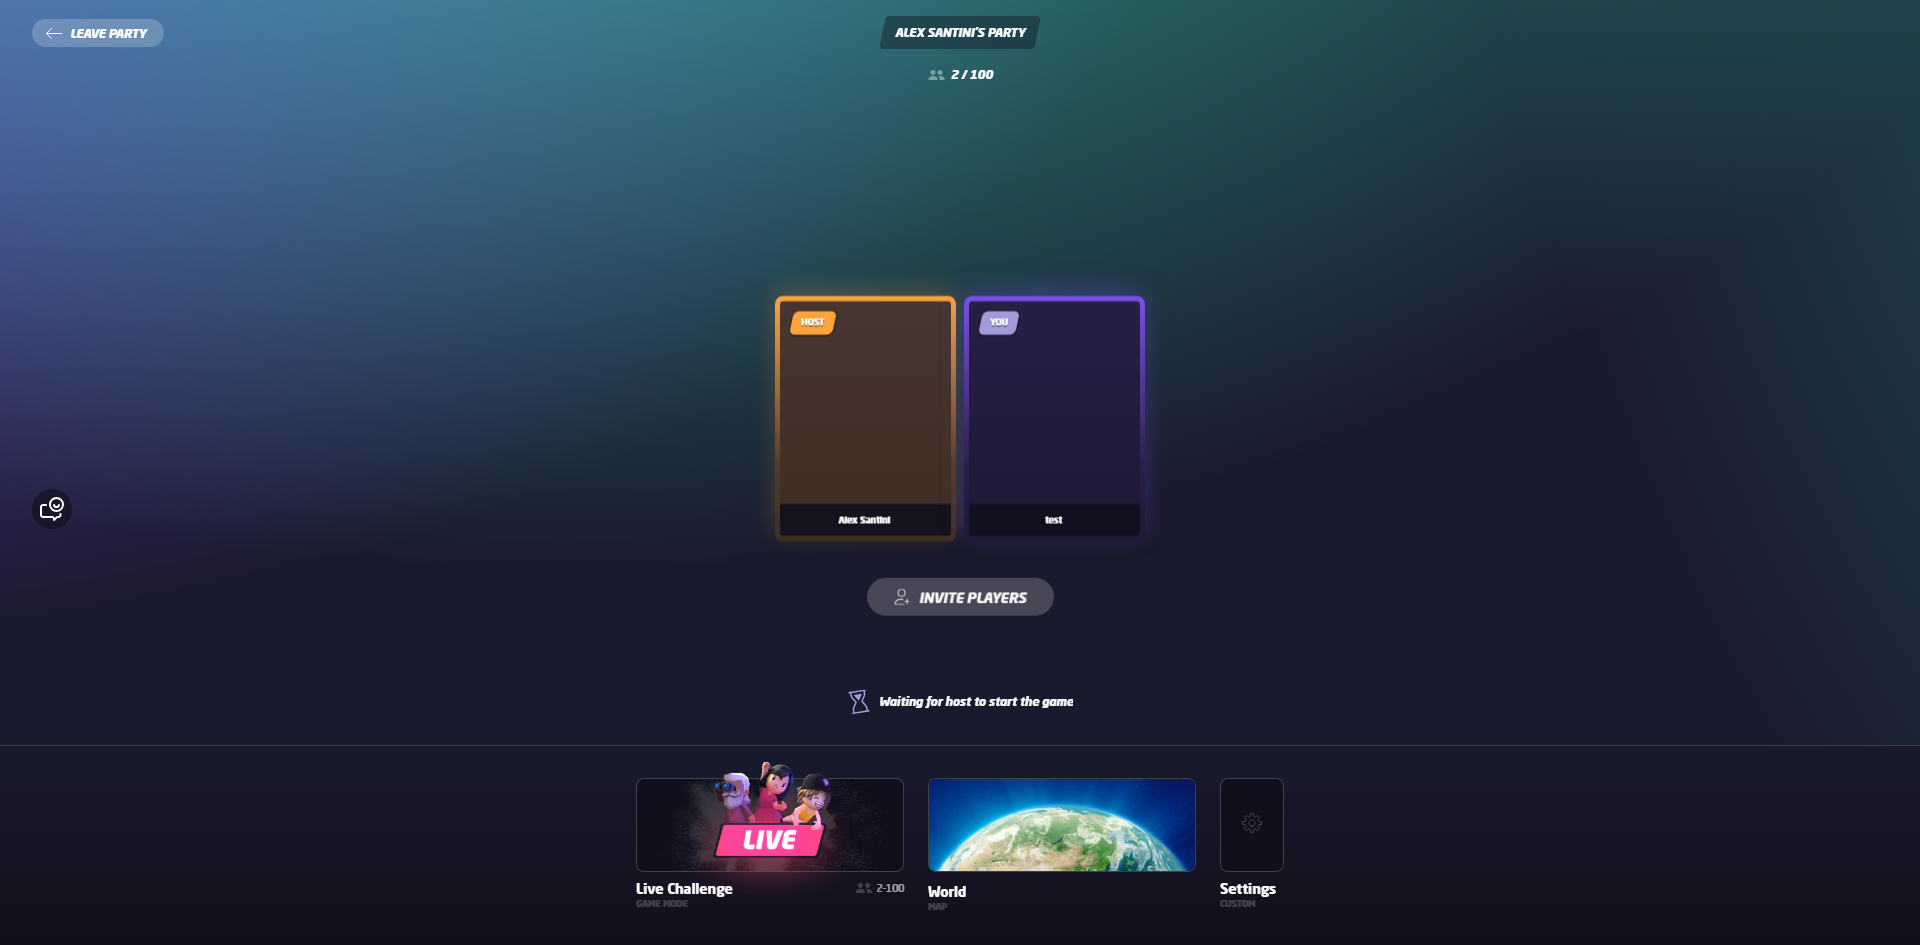 LEAVE PARTY
ALEX SANTINI'S PARTY
2 / 100
HOST
YOU
Alex Santini
test
INVITE PLAYERS
Waiting for host to start the game
LIVE
Live Challenge
2-100
GAME MODE
World
MAP
Settings
CUSTOM